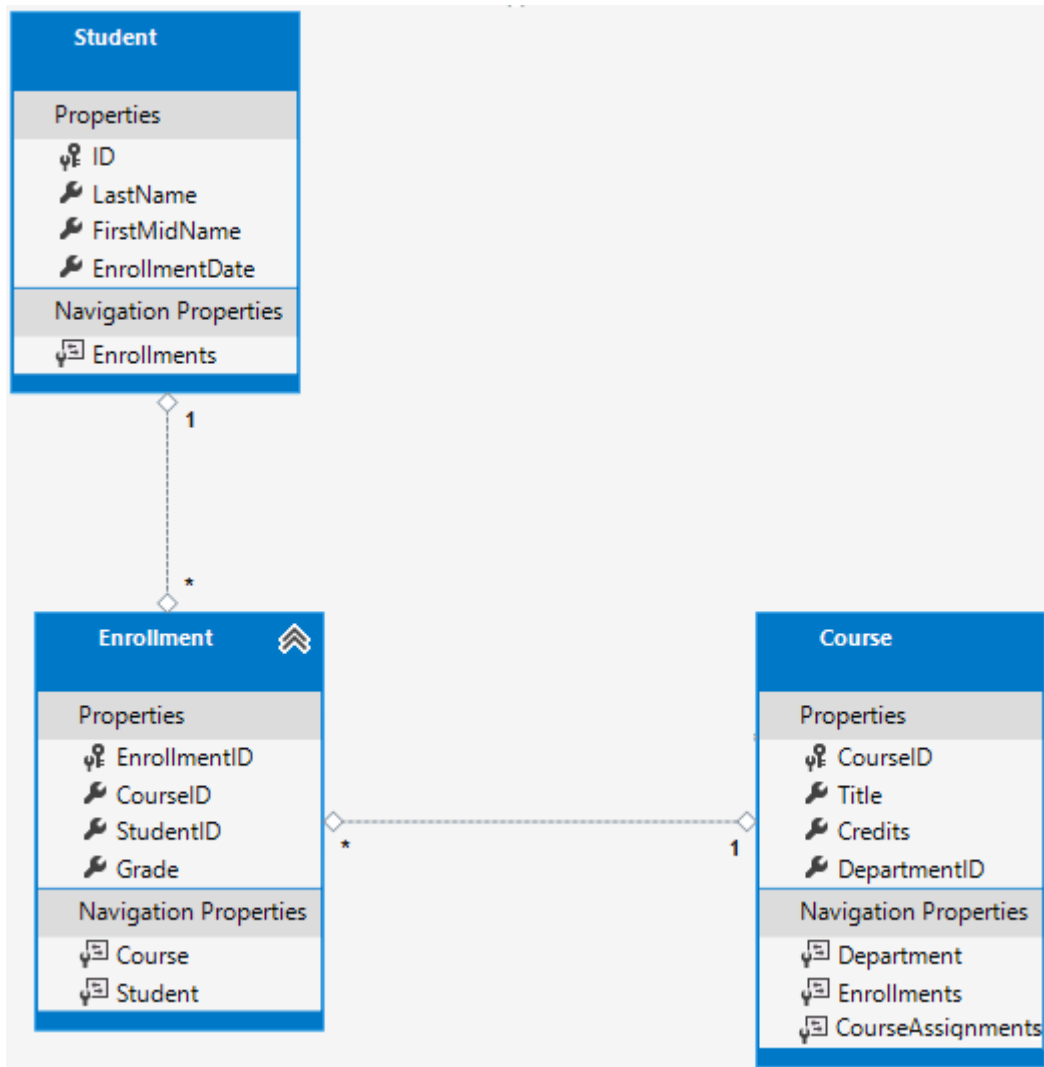 Student
Properties
ID
LastName
FirstMidName
EnrollmentDate
Navigation Properties
Enrollments
1
*
Enrollment
Properties
EnrollmentID
CourseID
StudentID
Grade
Navigation Properties
Course
Student
*
1
Course
Properties
CourseID
Title
Credits
DepartmentID
Navigation Properties
Department
Enrollments
CourseAssignments